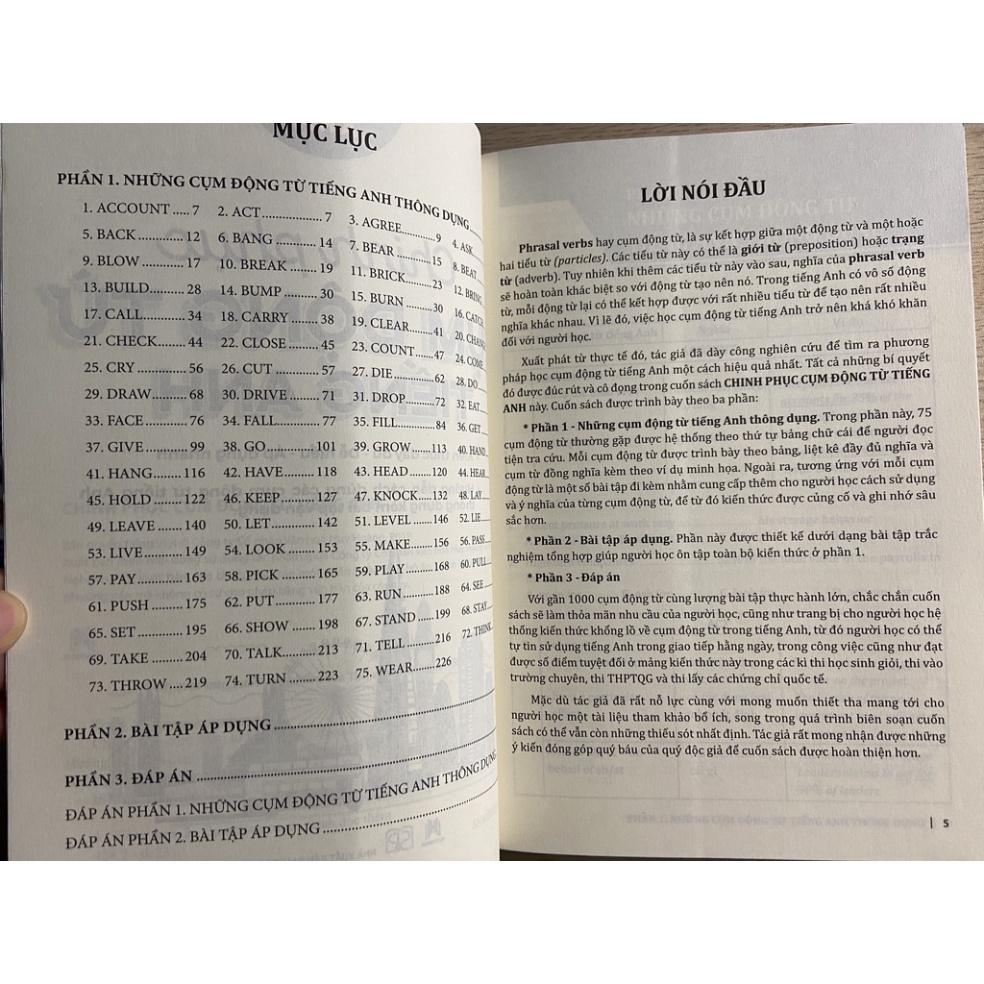 MỤC LỤC
PHẦN 1. NHỮNG CỤM ĐỘNG TỪ TIẾNG ANH THÔNG DỤNG
1. ACCOUNT ..... 7 2. ACT ............... 7 3. AGREE ......... 9 4. ASK
5. BACK ........... 12 6. BANG ........... 14 7. BEAR ........... 15 8. BEAT
9. BLOW ........... 17 10. BREAK ........ 19 11. BRICK ........ 23 12. BRING
13. BUILD ........ 28 14. BUMP ........ 30 15. BURN ........ 30 16. CATCH
17. CALL ........... 34 18. CARRY ........ 38 19. CLEAR ........ 41 20.
21. CHECK ........ 44 22. CLOSE ........ 45 23. COUNT ...... 47 24. COME
25. CRY ............ 56 26. CUT ............ 57 27. DIE ............ 62 28. DO
29. DRAW ......... 68 30. DRIVE ......... 71 31. DROP ......... 72 32. EAT
33. FACE ........... 76 34. FALL ........... 77 35. FILL ........... 84 36. GET
37. GIVE ........... 99 38. GO ............ 101 39. GROW ........ 113 40. HAND
41. HANG ........ 116 42. HAVE ......... 118 43. HEAD ......... 120 44. HEAR
45. HOLD ......... 122 46. KEEP .......... 127 47. KNOCK ..... 132 48. LAY
49. LEAVE ........ 140 50. LET ........... 142 51. LEVEL ....... 146 52. LIE
53. LIVE ........... 149 54. LOOK ......... 153 55. MAKE ......... 156 56. PASS
57. PAY ............ 163 58. PICK .......... 165 59. PLAY .......... 168 60. PULL
61. PUSH .......... 175 62. PUT ........... 177 63. RUN ........... 188 64. SEE
65. SET ............ 195 66. SHOW ......... 198 67. STAND ...... 199 68. STAY
69. TAKE .......... 204 70. TALK .......... 213 71. TELL .......... 216 72. THINK
73. THROW .... 219 74. TURN ......... 223 75. WEAR ........ 226
PHẦN 2. BÀI TẬP ÁP DỤNG
PHẦN 3. ĐÁP ÁN
ĐÁP ÁN PHẦN 1. NHỮNG CỤM ĐỘNG TỪ TIẾNG ANH THÔNG DỤNG
ĐÁP ÁN PHẦN 2. BÀI TẬP ÁP DỤNG
LỜI NÓI ĐẦU
Phrasal verbs hay cụm động từ, là sự kết hợp giữa một động từ và một hoặc
hai tiểu từ (particles). Các tiểu từ này có thể là giới từ (preposition) hoặc trạng
từ (adverb). Tuy nhiên khi thêm các tiểu từ này vào sau, nghĩa của phrasal verb
sẽ hoàn toàn khác biệt so với động từ tạo nên nó. Trong tiếng Anh có vô số động
từ, mỗi động từ lại có thể kết hợp được với rất nhiều tiểu từ để tạo nên rất nhiều
nghĩa khác nhau. Vì lẽ đó, việc học cụm động từ tiếng Anh trở nên khá khó khăn
đối với người học.
Xuất phát từ thực tế đó, tác giả đã dày công nghiên cứu để tìm ra phương
pháp học cụm động từ tiếng Anh một cách hiệu quả nhất. Tất cả những bí quyết
đó được đúc rút và cô đọng trong cuốn sách CHINH PHỤC CỤM ĐỘNG TỪ TIẾNG
ANH này. Cuốn sách được trình bày theo ba phần:
* Phần 1 - Những cụm động từ tiếng Anh thông dụng. Trong phần này, 75
cụm động từ thường gặp được hệ thống theo thứ tự bảng chữ cái để người đọc
tiện tra cứu. Mỗi cụm động từ được trình bày theo bảng, liệt kê đầy đủ nghĩa và
cụm từ đồng nghĩa kèm theo ví dụ minh họa. Ngoài ra, tương ứng với mỗi cụm
động từ là một số bài tập đi kèm nhằm cung cấp thêm cho người học cách sử dụng
và ý nghĩa của từng cụm động từ, để từ đó kiến thức được củng cố và ghi nhớ sâu
sắc hơn.
* Phần 2 - Bài tập áp dụng. Phần này được thiết kế dưới dạng bài tập trắc
nghiệm tổng hợp giúp người học ôn tập toàn bộ kiến thức ở phần 1.
* Phần 3 - Đáp án
Với gần 1000 cụm động từ cùng lượng bài tập thực hành lớn, chắc chắn cuốn
sách sẽ làm thỏa mãn nhu cầu của người học, cũng như trang bị cho người học hệ
thống kiến thức khổng lồ về cụm động từ trong tiếng Anh, từ đó người học có thể
tự tin sử dụng tiếng Anh trong giao tiếp hằng ngày, trong công việc cũng như đạt
được số điểm tuyệt đối ở mảng kiến thức này trong các kì thi học sinh giỏi, thi vào
trường chuyên, thi THPTQG và thi lấy các chứng chỉ quốc tế.
Mặc dù tác giả đã rất nỗ lực cùng với mong muốn thiết tha mang tới cho
người học một tài liệu tham khảo bổ ích, song trong quá trình biên soạn cuốn
sách có thể vẫn còn những thiếu sót nhất định. Tác giả rất mong nhận được những
ý kiến đóng góp quý báu của quý độc giả để cuốn sách được hoàn thiện hơn.
| 5